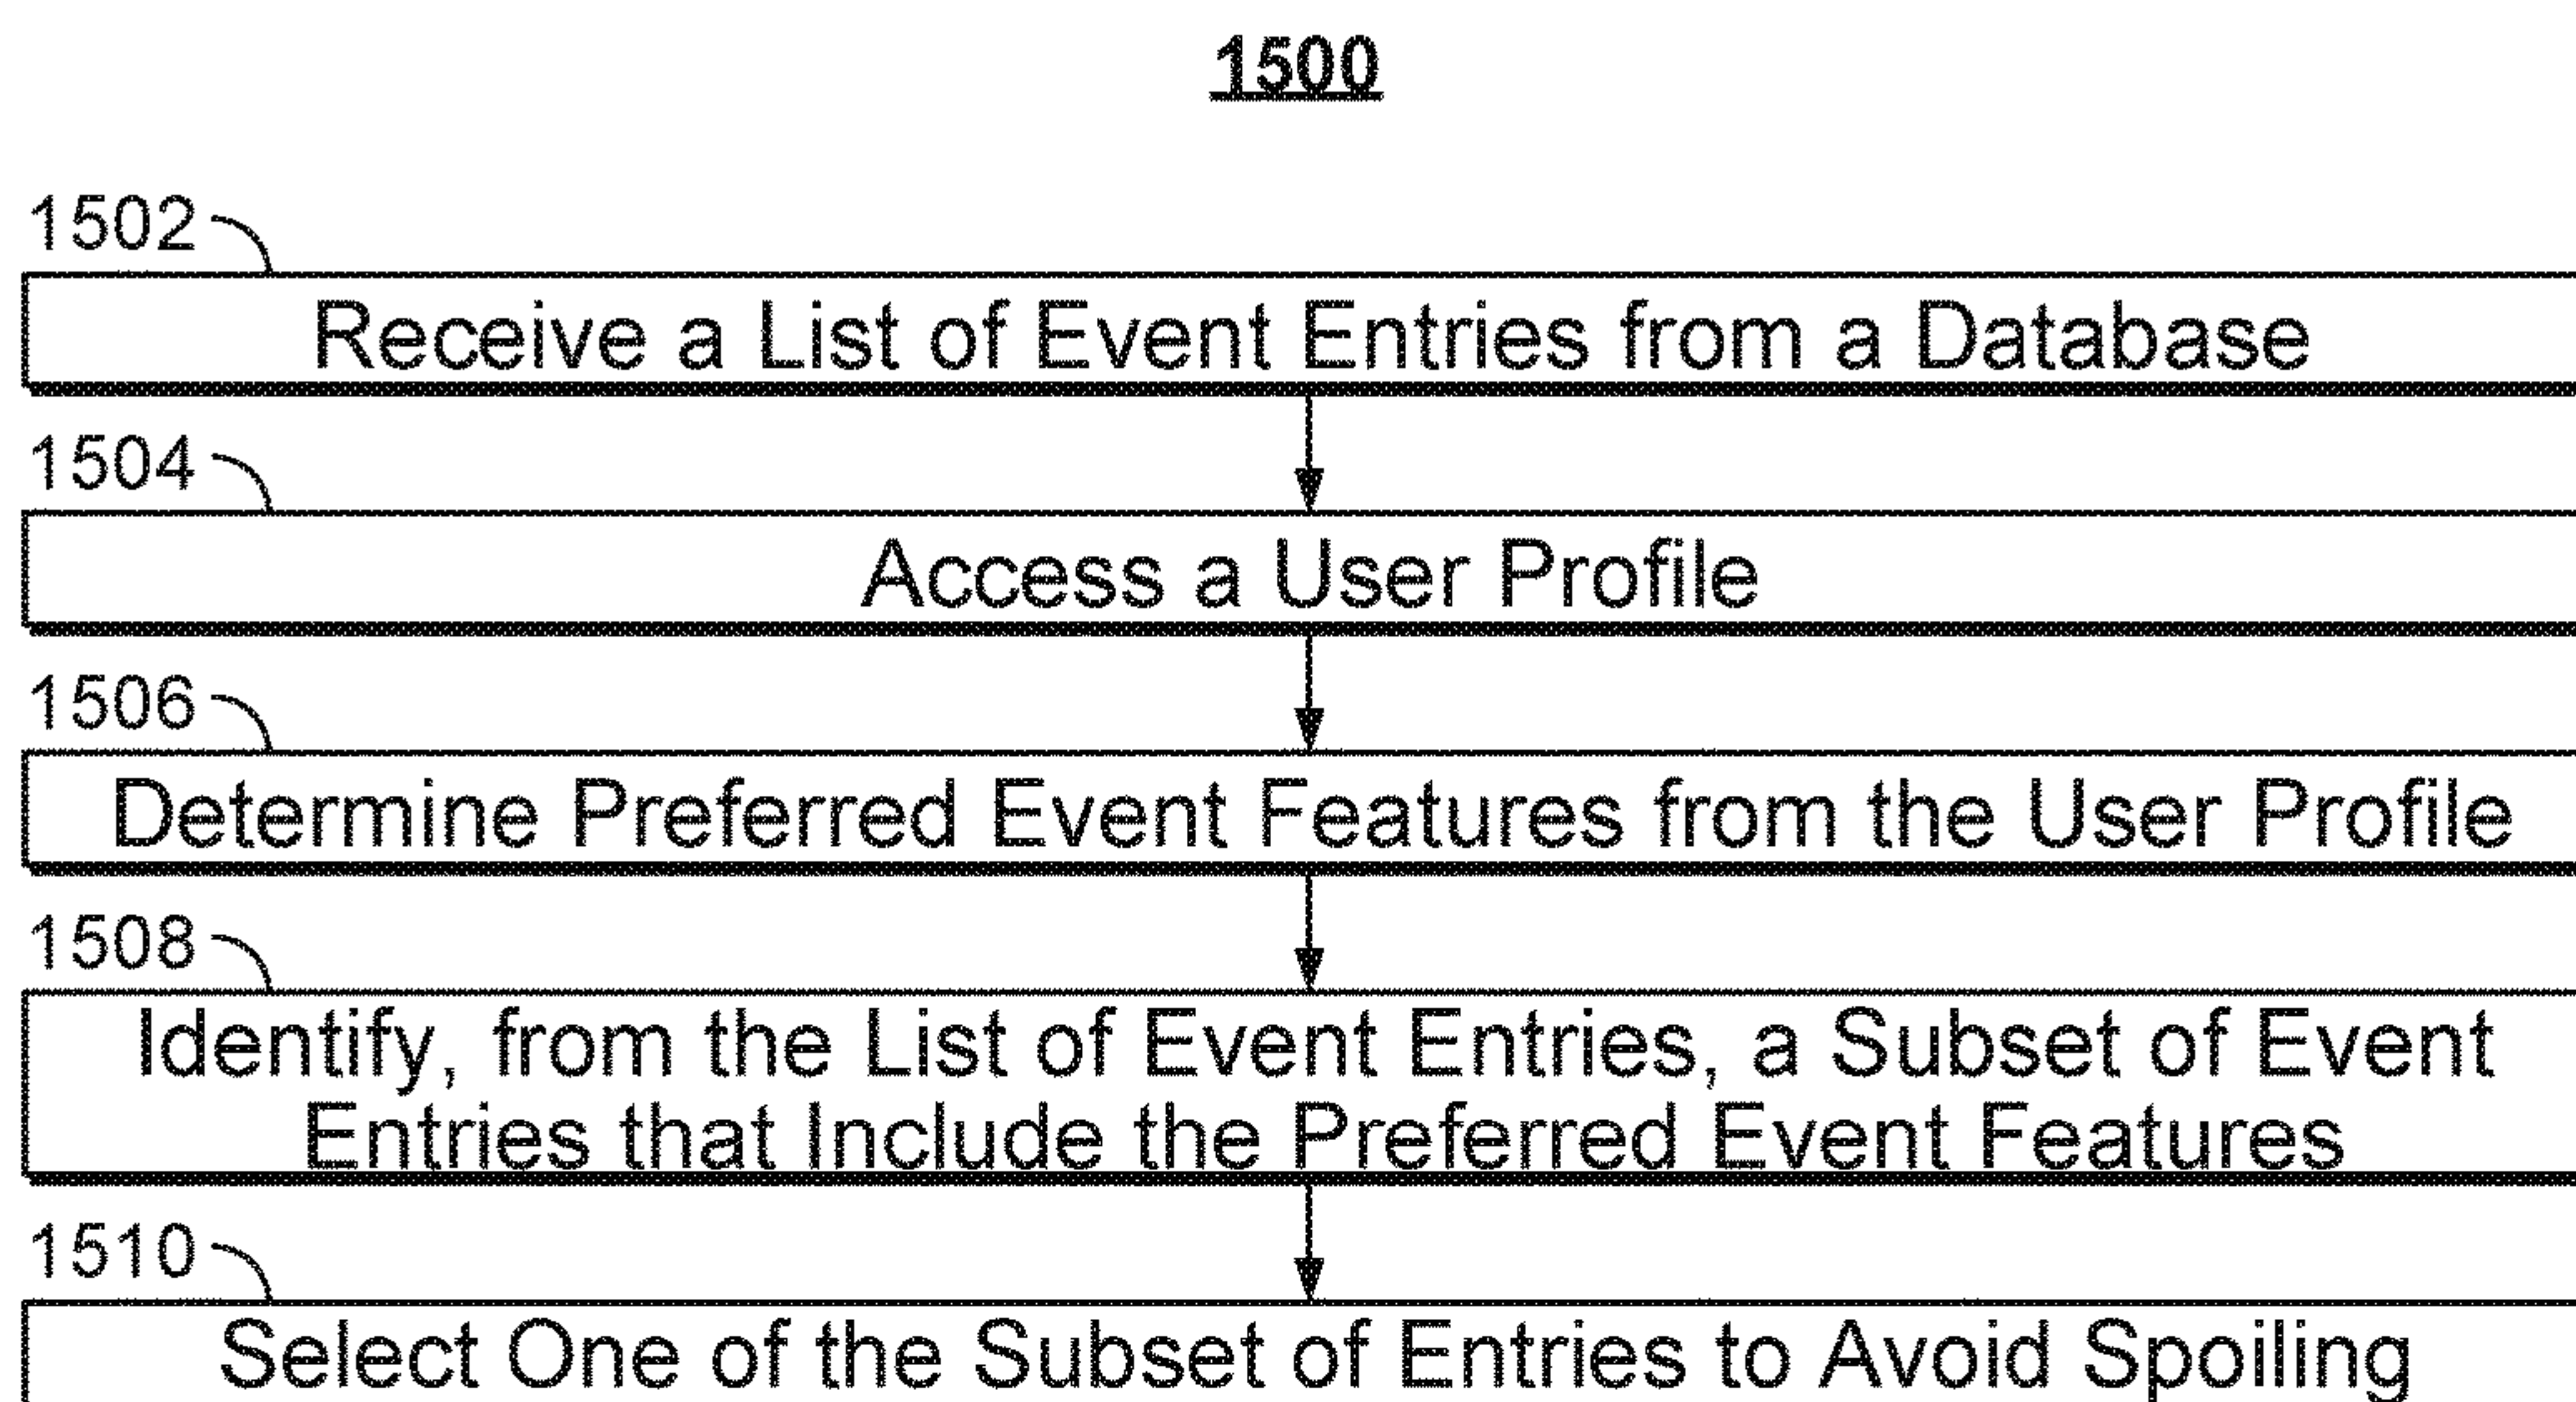 1500
1502
Receive a List of Event Entries from a Database
1504
Access a User Profile
1506
Determine Preferred Event Features from the User Profile
1508
Identify, from the List of Event Entries, a Subset of Event
Entries that Include the Preferred Event Features
1510
Select One of the Subset of Entries to Avoid Spoiling